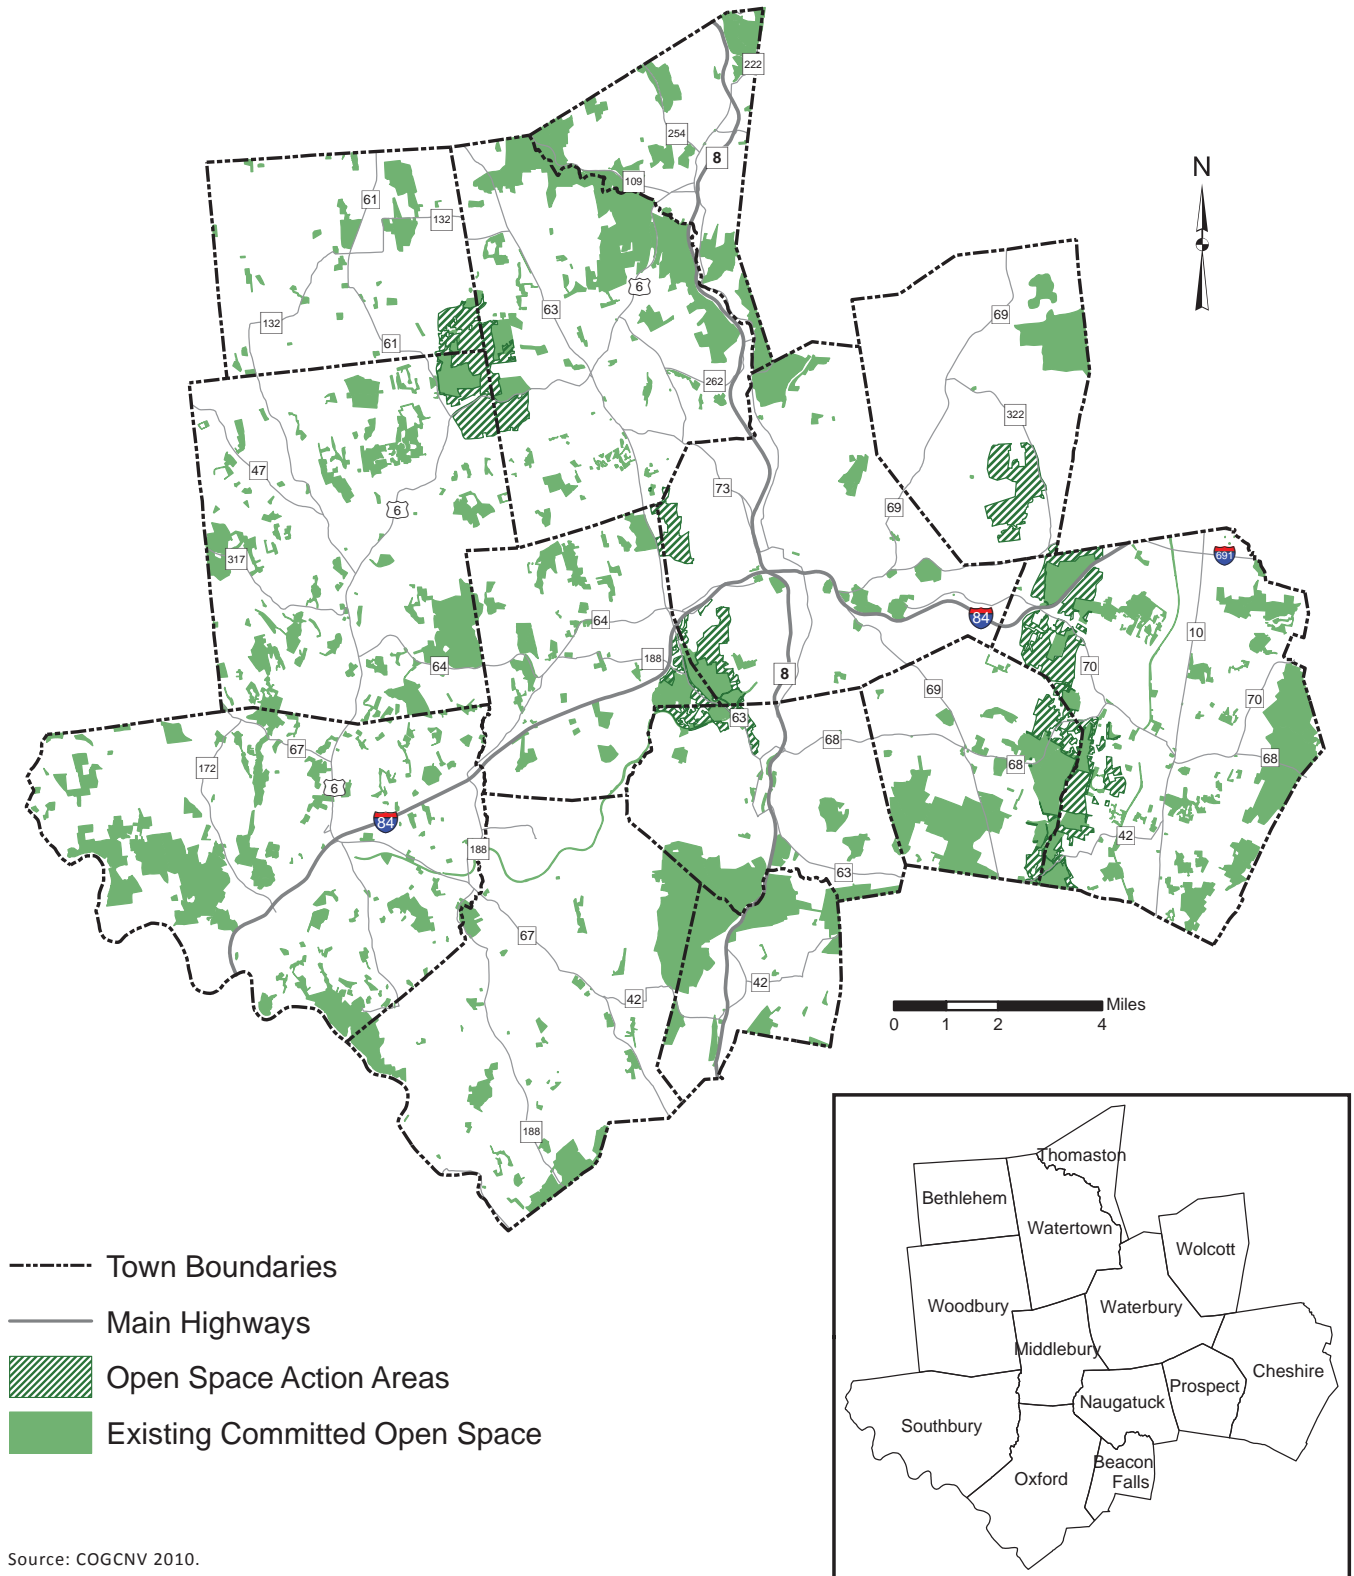 222
254
8
109
61
132
N
6
63
132
69
61
262
322
47
73
6
69
317
691
84
64
10
188
64
70
8
69
70
63
68
67
68
68
172
6
84
42
188
63
67
42
42
Miles
0 1 2 4
188
Thomaston
Bethlehem
Watertown
Wolcott
Woodbury
Waterbury
Middlebury
Cheshire
Prospect
Naugatuck
Southbury
Beacon
Falls
Oxford
Town Boundaries
Main Highways
Open Space Action Areas
Existing Committed Open Space
Source: COGCNV 2010.